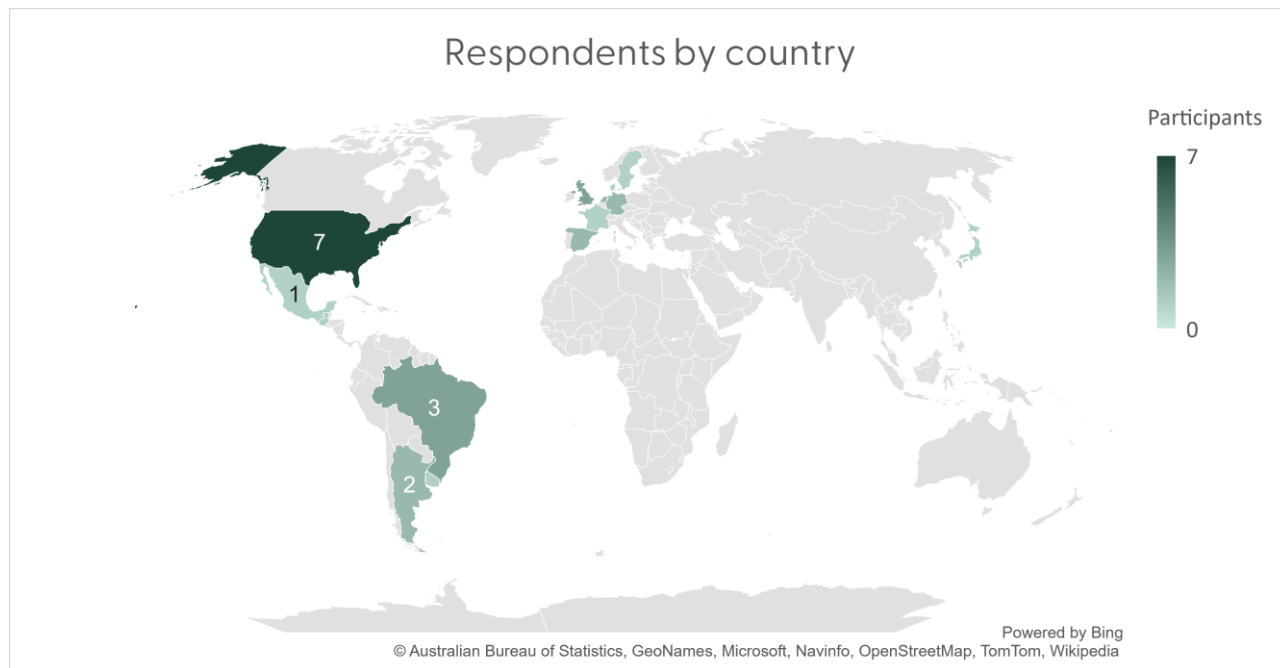 Respondents by country
Participants
7
0
7
1
3
2
Powered by Bing
© Australian Bureau of Statistics, GeoNames, Microsoft, Navinfo, OpenStreetMap, TomTom, Wikipedia